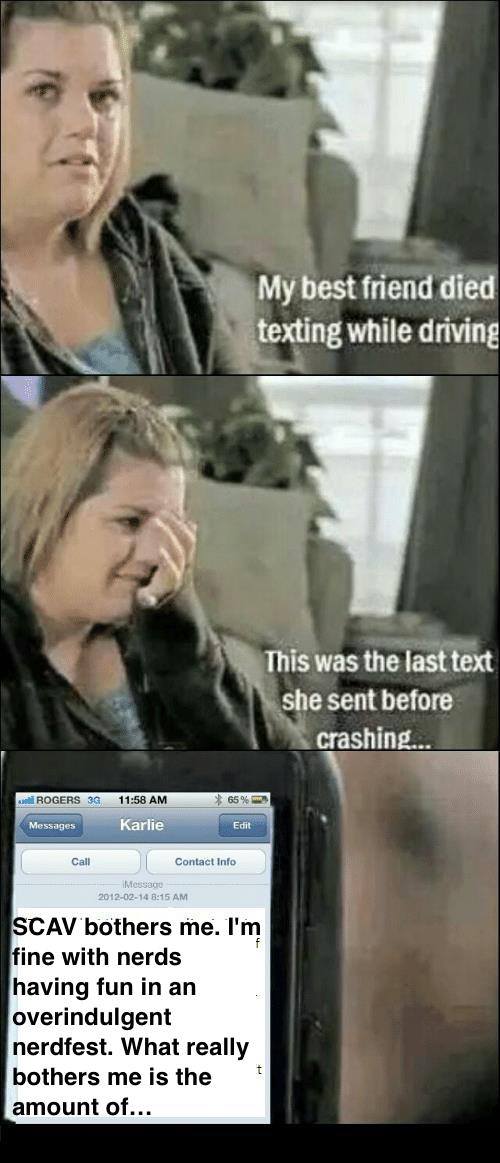 My best friend died
texting while driving
This was the last text
she sent before
crashing...
ROGERS 3G 11:58 AM 65%
Messages Karlie Edit
Call Contact Info
iMessage
2012-02-14 8:15 AM
SCAV bothers me. I'm
f
fine with nerds
having fun in an
overindulgent
nerdfest. What really
t
bothers me is the
amount of...